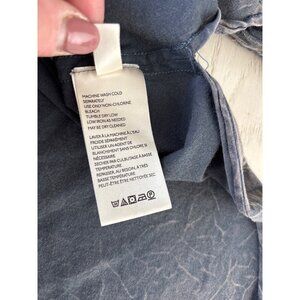 MACHINE WASH COLD
SEPARATELY
USE ONLY NON-CHLORINE
BLEACH
TUMBLE DRY LOW
LOW IRON AS NEEDED
MAY BE DRY CLEANED
LAVER À LA MACHINE À L'EAU
FROIDE SÉPARÉMENT
UTILISER UN AGENT DE
BLANCHIMENT SANS CHLORE, SI
NÉCESSAIRE
SÉCHER PAR CULBUTAGE À BASSE
TEMPÉRATURE
REPASSER, AU BESOIN, À TRÈS
BASSE TEMPÉRATURE
PEUT-ÊTRE ÊTRE NETTOYÉE SEC